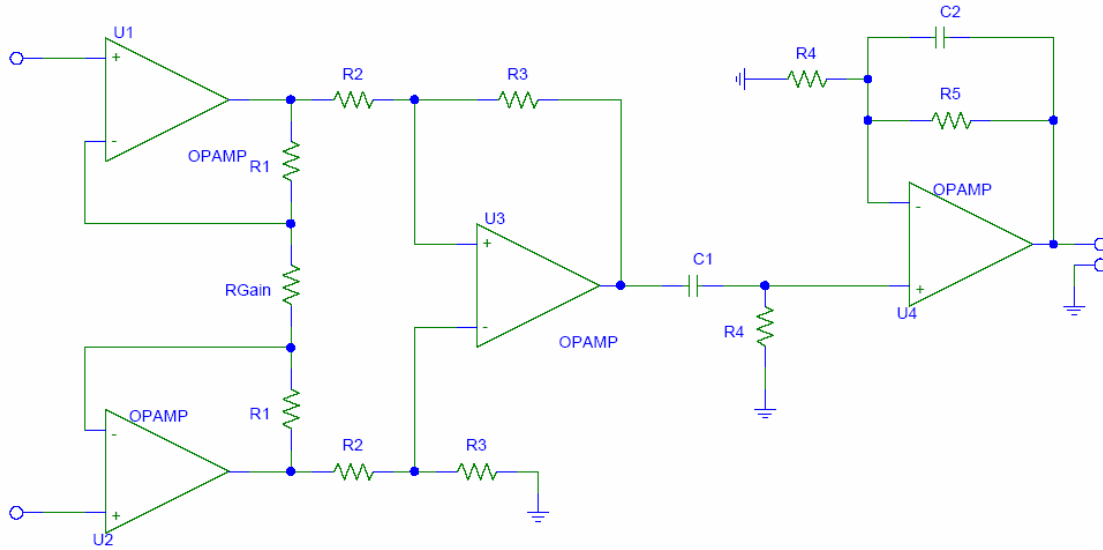 U1
+
-
OPAMP
R1
R2
R3
RGain
U3
+
-
OPAMP
OPAMP
-
+
U2
R1
R2
R3
C1
R4
R4
C2
R5
OPAMP
-
+
U4